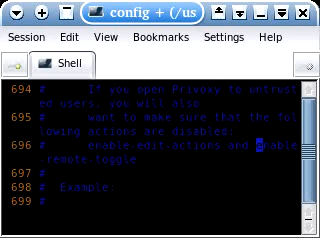 config + (/us
Session Edit View Bookmarks Settings Help
Shell
694 # If you open Privoxy to untrust
ed users, you will also
695 # want to make sure that the fol
lowing actions are disabled:
696 # enable-edit-actions and enable
-remote-toggle
697 #
698 # Example:
699 #